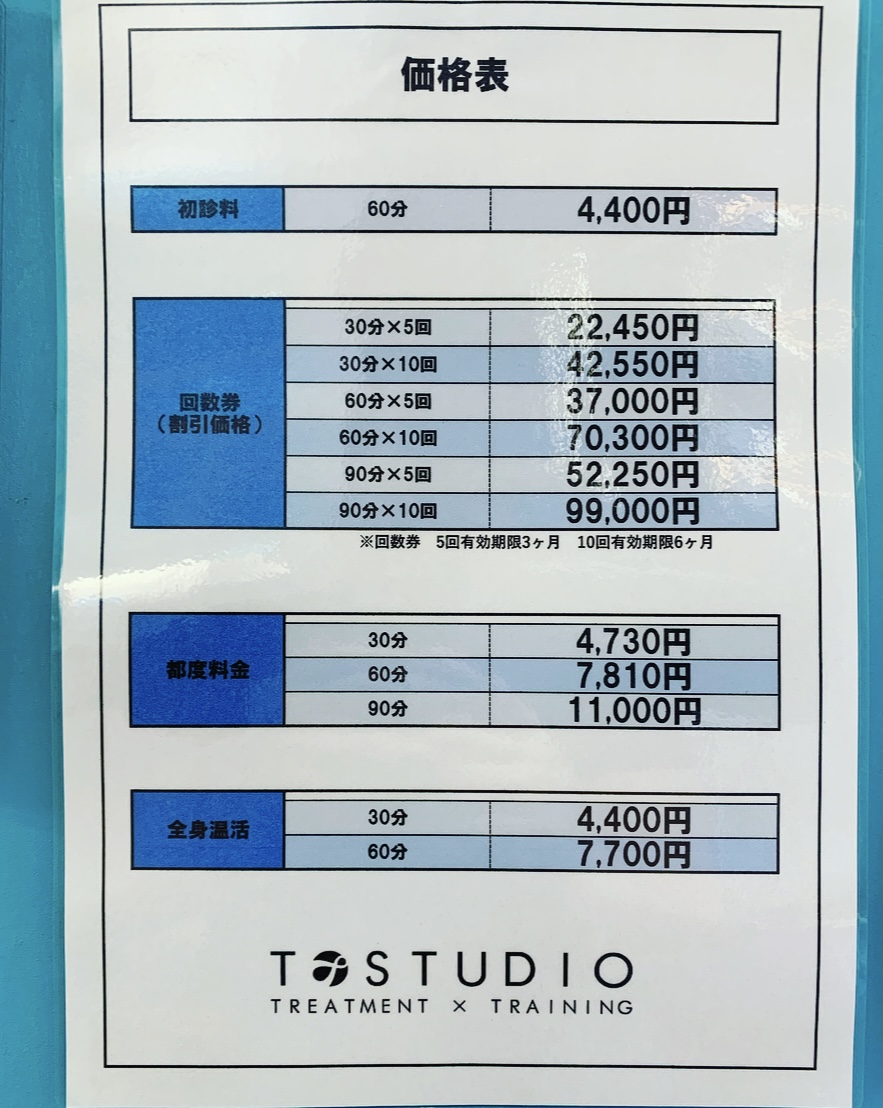 価格表
初診料 60分 4,400円
30分×5回 22,450円
30分×10回 42,550円
回数券 60分×5回 37,000円
（割引価格） 60分×10回 70,300円
90分×5回 52,250円
90分×10回 99,000円
※回数券 5回有効期限3ヶ月 10回有効期限6ヶ月
30分 4,730円
都度料金 60分 7,810円
90分 11,000円
全身温活 30分 4,400円
60分 7,700円
T STUDIO
TREATMENT × TRAINING